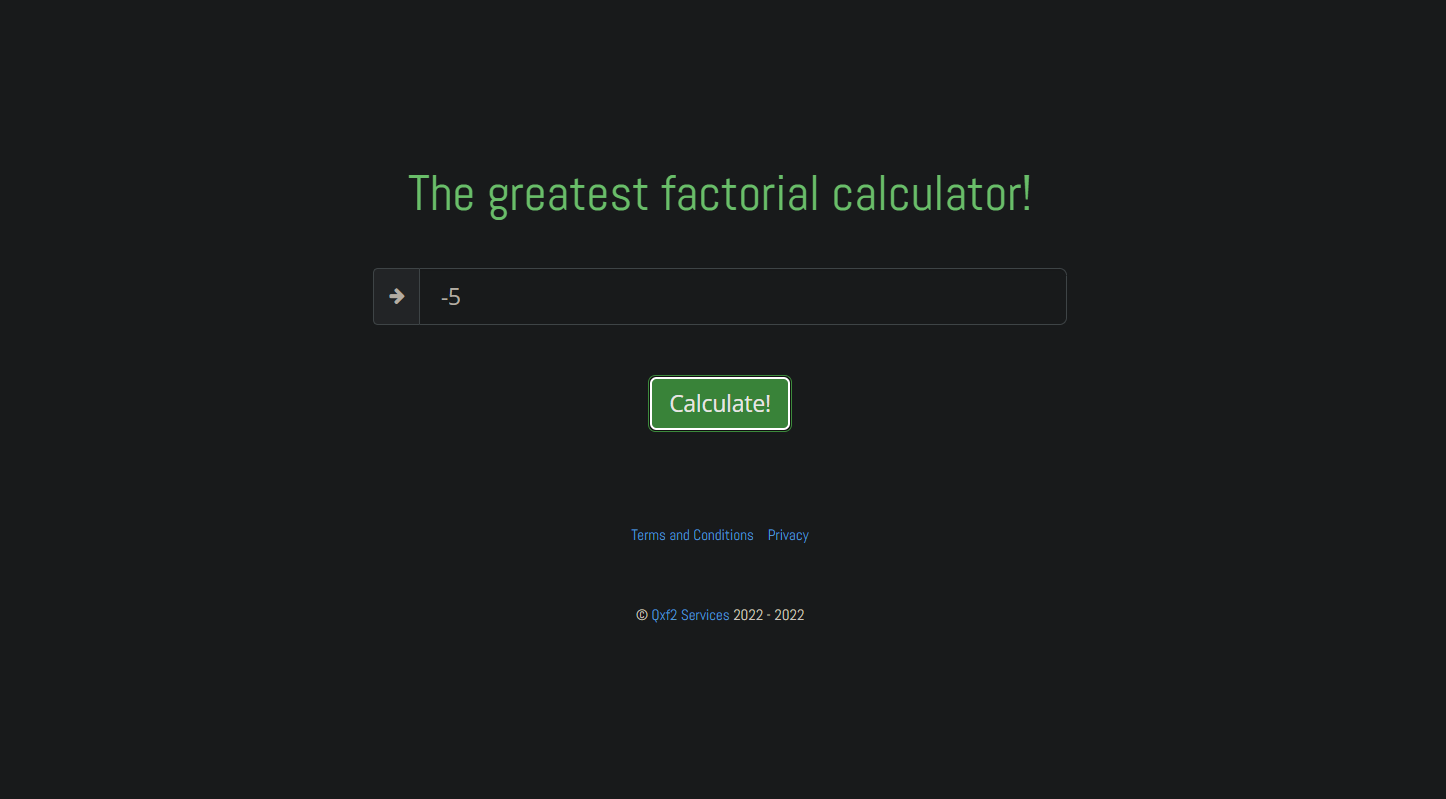 The greatest factorial calculator!
-5
Calculate!
Terms and Conditions Privacy
© Qxf2 Services 2022 - 2022